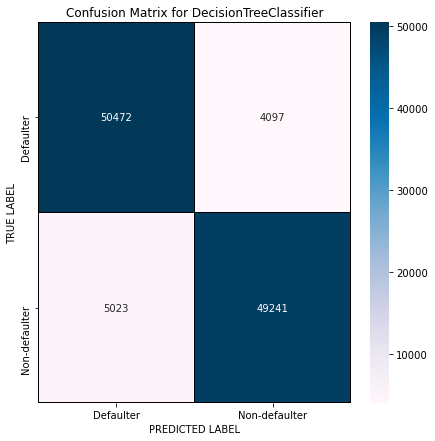 Confusion Matrix for DecisionTreeClassifier
TRUE LABEL
Defaulter
Non-defaulter
50472 4097
5023 49241
Defaulter Non-defaulter
PREDICTED LABEL
50000
40000
30000
20000
10000